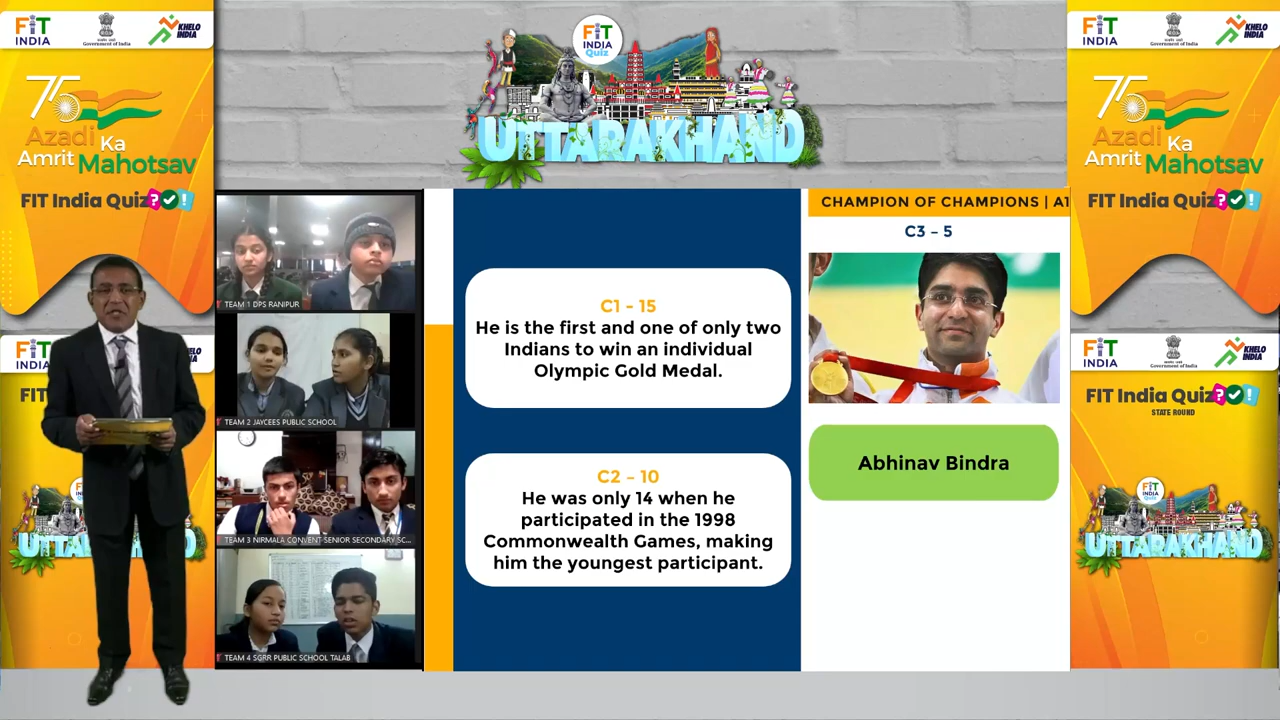 FiT
INDIA
Government of India
KHELO
INDIA
75
Azadi
Ka
Amrit
Mahotsav
FIT India Quiz?!
FiT
INDIA
Quiz
UTTARAKHAND
FiT
INDIA
Government of India
KHELO
INDIA
75
Azadi
Ka
Amrit
Mahotsav
FIT India Quiz?!
TEAM 1 DPS RANIPUR
TEAM 2 JAYCEES PUBLIC SCHOOL
TEAM 3 NIRMALA CONVENT SENIOR SECONDARY SC...
TEAM 4 SGRR PUBLIC SCHOOL TALAB
C1 - 15
He is the first and one of only two
Indians to win an individual
Olympic Gold Medal.
C2 – 10
He was only 14 when he
participated in the 1998
Commonwealth Games, making
him the youngest participant.
CHAMPION OF CHAMPIONS | A1
C3 – 5
Abhinav Bindra
FiT
INDIA
KHELO
INDIA
FIT
FiT
INDIA
Government of India
KHELO
INDIA
FIT India Quiz?!
STATE ROUND
FiT
INDIA
Quiz
UTTARAKHAND